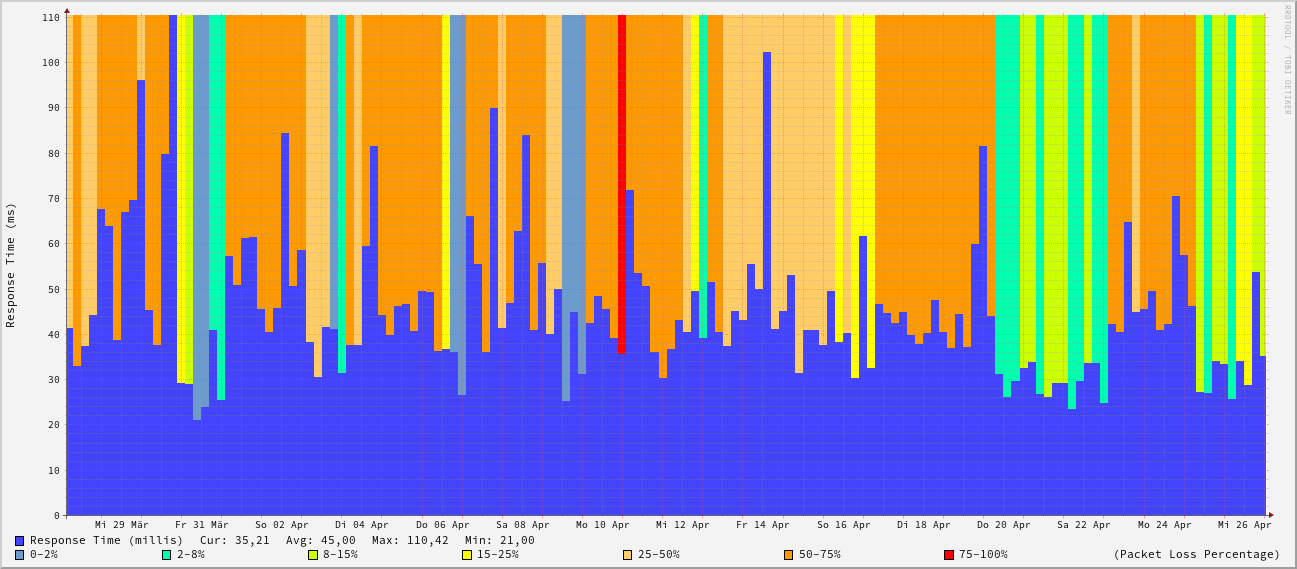 RRDTOOL / TOBI OETIKER
Response Time (ms)
110
100
90
80
70
60
50
40
30
20
10
0
Mi 29 Mär Fr 31 Mär So 02 Apr Di 04 Apr Do 06 Apr Sa 08 Apr Mo 10 Apr Mi 12 Apr Fr 14 Apr So 16 Apr Di 18 Apr Do 20 Apr Sa 22 Apr Mo 24 Apr Mi 26 Apr
Response Time (millis) Cur: 35,21 Avg: 45,00 Max: 110,42 Min: 21,00
0-2% 2-8% 8-15% 15-25% 25-50% 50-75% 75-100% (Packet Loss Percentage)